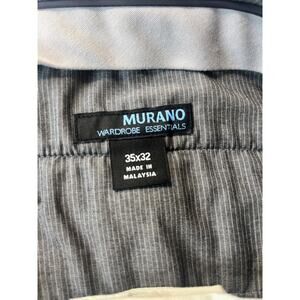 MURANO
WARDROBE ESSENTIALS
35x32
MADE IN
MALAYSIA